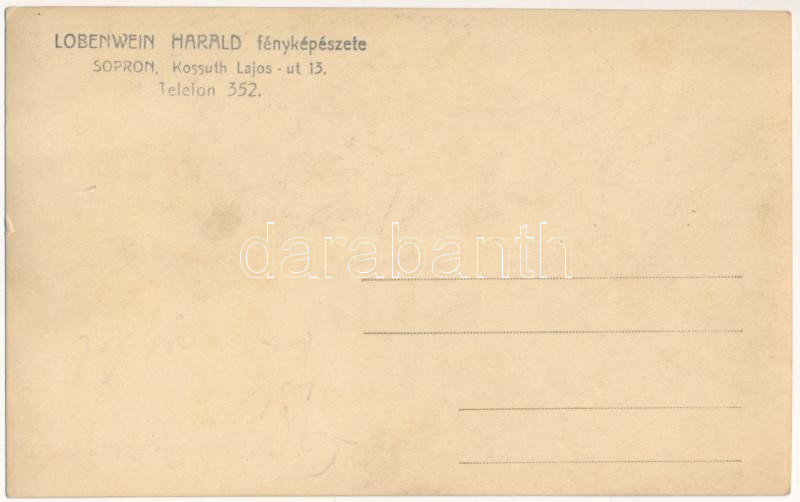 LOBENWEIN HARALD fényképészete
SOPRON, Kossuth Lajos - ut 13.
Telefon 352.
darabanth